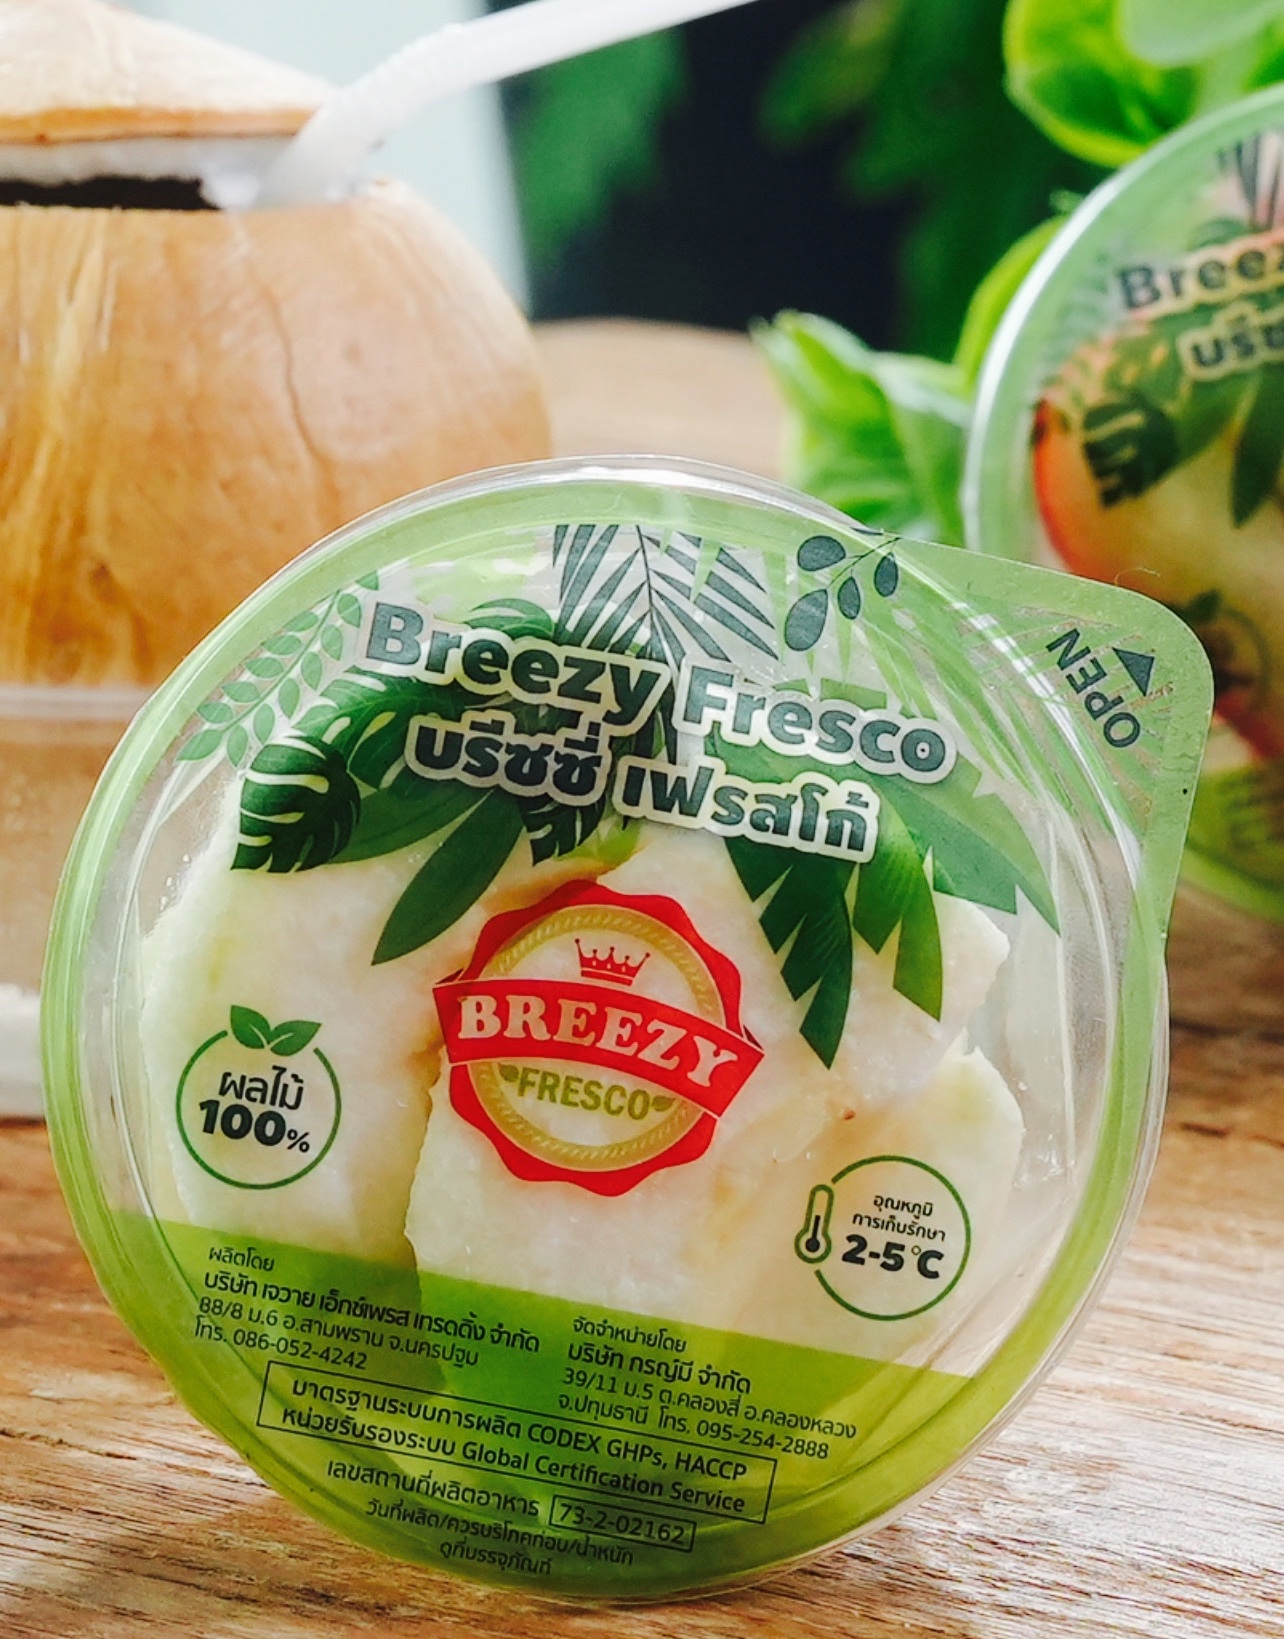 Breezy Fresco
บรีซซี่ เฟรสโก้
OPEN
BREEZY
FRESCO
ผลไม้
100%
อุณหภูมิ
การเก็บรักษา
2-5°C
ผลิตโดย
บริษัท เจวาย เอ็กซ์เพรส เทรดดิ้ง จำกัด
88/8 ม.6 อ.สามพราน จ.นครปฐม
โทร. 086-052-4242
จัดจำหน่ายโดย
บริษัท กรณ์มี จำกัด
39/11 ม.5 ต.คลองสี่ อ.คลองหลวง
จ.ปทุมธานี โทร. 095-254-2888
มาตรฐานระบบการผลิต CODEX GHPs, HACCP
หน่วยรับรองระบบ Global Certification Service
เลขสถานที่ผลิตอาหาร 73-2-02162
วันที่ผลิต/ควรบริโภคก่อน/น้ำหนัก
ดูที่บรรจุภัณฑ์